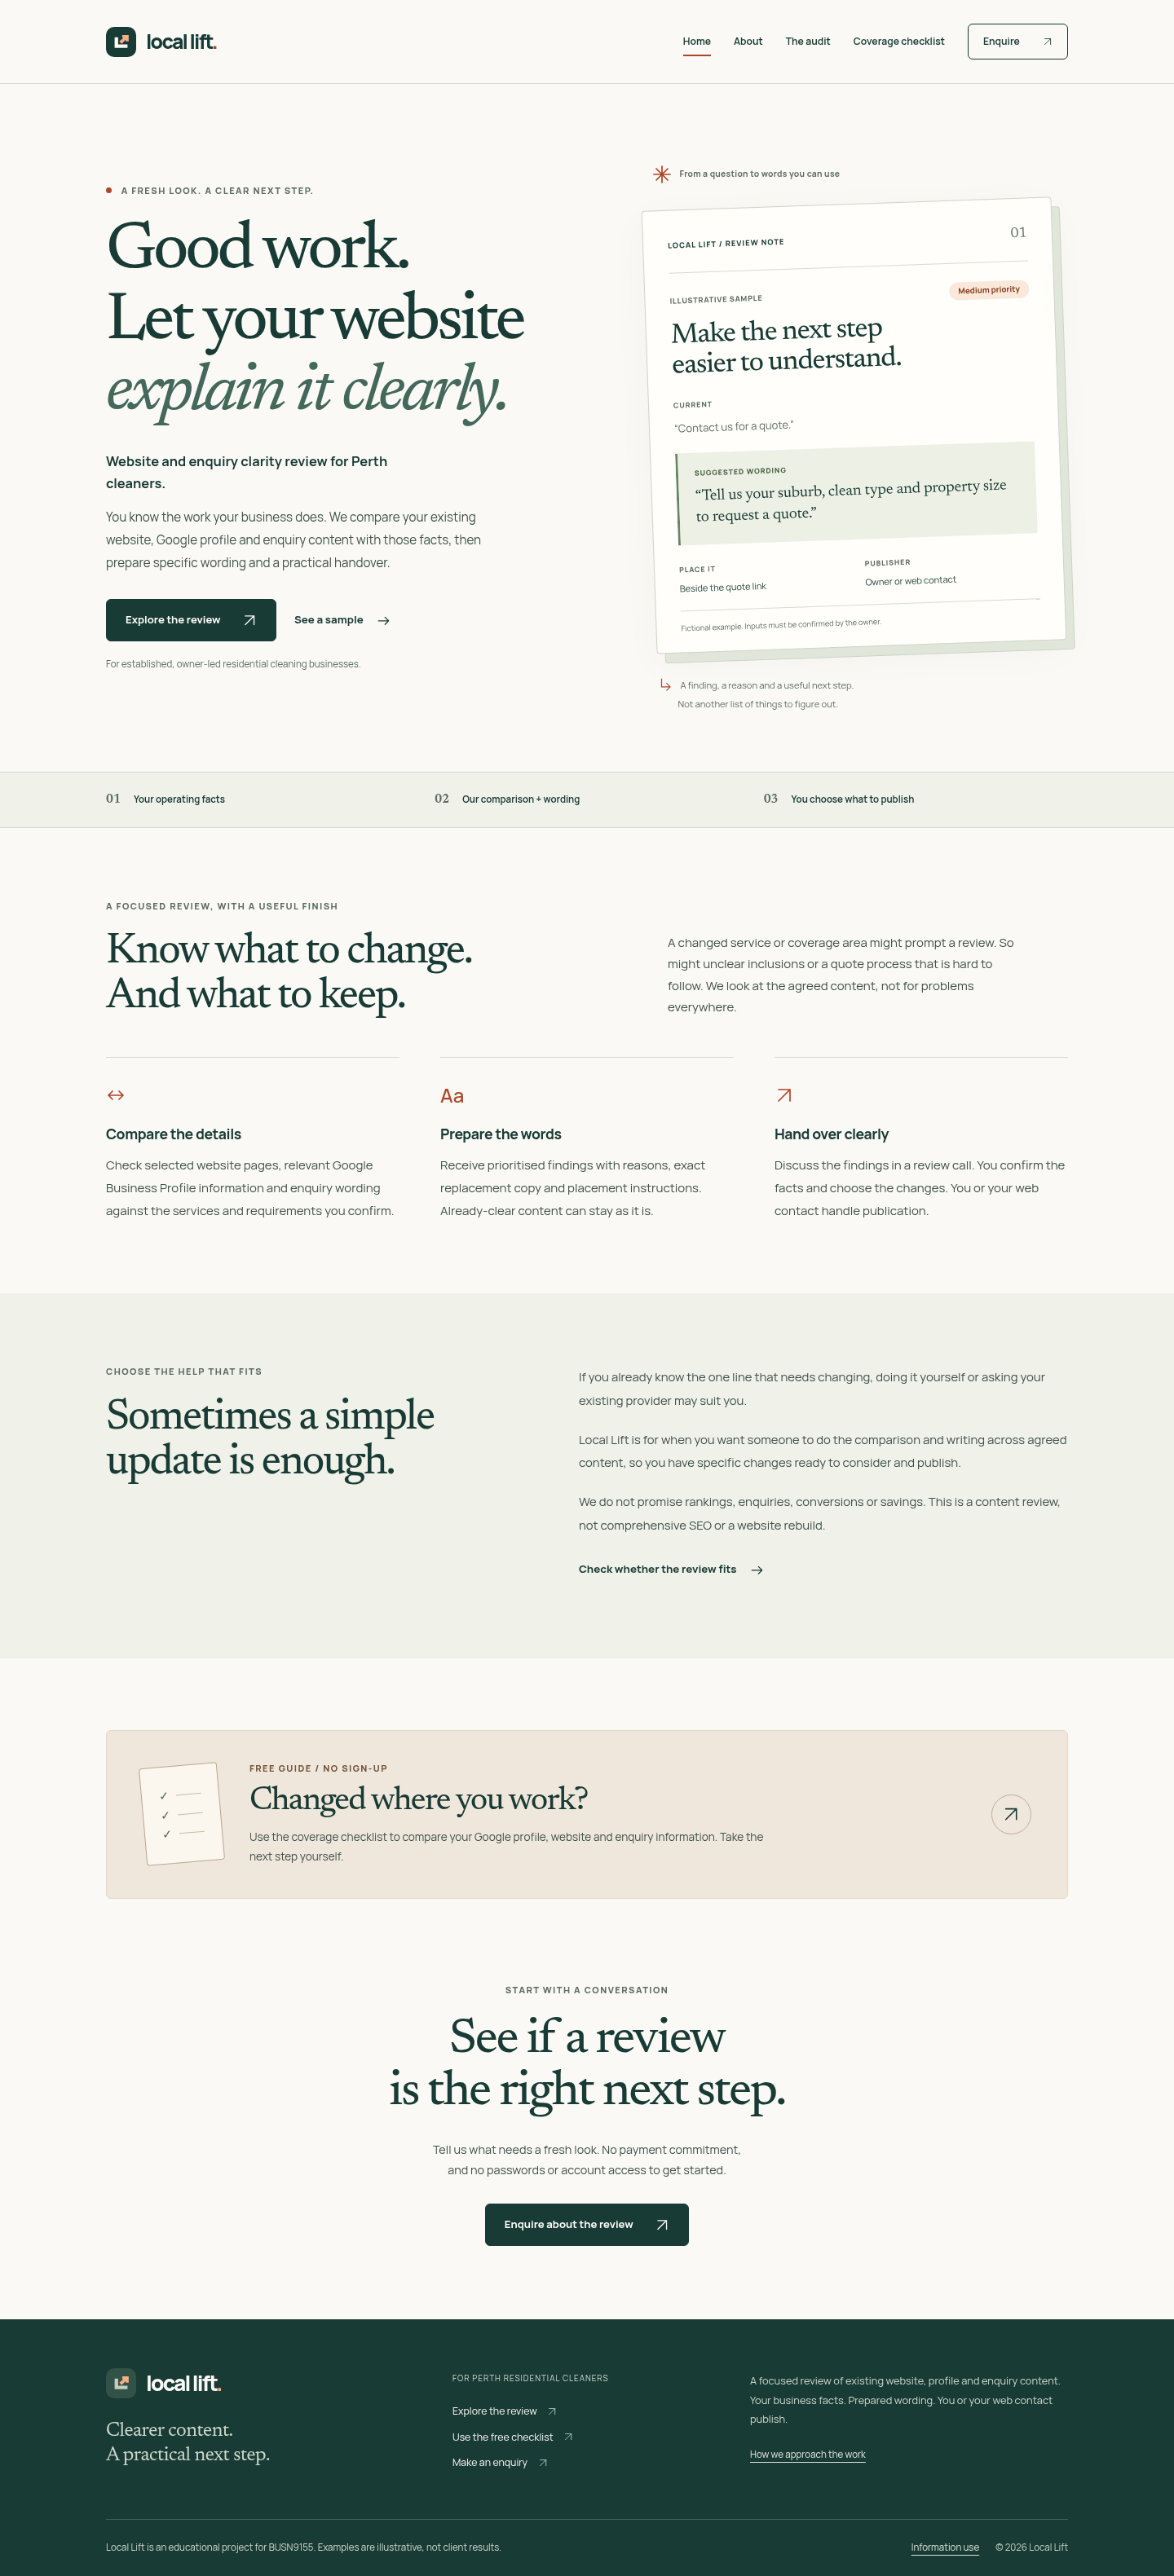 local lift.
Home
About
The audit
Coverage checklist
Enquire
A FRESH LOOK. A CLEAR NEXT STEP.
Good work.
Let your website
explain it clearly.
Website and enquiry clarity review for Perth
cleaners.
You know the work your business does. We compare your existing
website, Google profile and enquiry content with those facts, then
prepare specific wording and a practical handover.
Explore the review
See a sample
For established, owner-led residential cleaning businesses.
From a question to words you can use
LOCAL LIFT / REVIEW NOTE
01
ILLUSTRATIVE SAMPLE
Medium priority
Make the next step
easier to understand.
CURRENT
“Contact us for a quote.”
SUGGESTED WORDING
“Tell us your suburb, clean type and property size
to request a quote.”
PLACE IT
Beside the quote link
PUBLISHER
Owner or web contact
Fictional example. Inputs must be confirmed by the owner.
A finding, a reason and a useful next step.
Not another list of things to figure out.
01 Your operating facts
02 Our comparison + wording
03 You choose what to publish
A FOCUSED REVIEW, WITH A USEFUL FINISH
Know what to change.
And what to keep.
A changed service or coverage area might prompt a review. So
might unclear inclusions or a quote process that is hard to
follow. We look at the agreed content, not for problems
everywhere.
Compare the details
Check selected website pages, relevant Google
Business Profile information and enquiry wording
against the services and requirements you confirm.
Aa
Prepare the words
Receive prioritised findings with reasons, exact
replacement copy and placement instructions.
Already-clear content can stay as it is.
Hand over clearly
Discuss the findings in a review call. You confirm the
facts and choose the changes. You or your web
contact handle publication.
CHOOSE THE HELP THAT FITS
Sometimes a simple
update is enough.
If you already know the one line that needs changing, doing it yourself or asking your
existing provider may suit you.
Local Lift is for when you want someone to do the comparison and writing across agreed
content, so you have specific changes ready to consider and publish.
We do not promise rankings, enquiries, conversions or savings. This is a content review,
not comprehensive SEO or a website rebuild.
Check whether the review fits
FREE GUIDE / NO SIGN-UP
Changed where you work?
Use the coverage checklist to compare your Google profile, website and enquiry information. Take the
next step yourself.
START WITH A CONVERSATION
See if a review
is the right next step.
Tell us what needs a fresh look. No payment commitment,
and no passwords or account access to get started.
Enquire about the review
local lift.
Clearer content.
A practical next step.
FOR PERTH RESIDENTIAL CLEANERS
Explore the review
Use the free checklist
Make an enquiry
A focused review of existing website, profile and enquiry content.
Your business facts. Prepared wording. You or your web contact
publish.
How we approach the work
Local Lift is an educational project for BUSN9155. Examples are illustrative, not client results.
Information use
© 2026 Local Lift